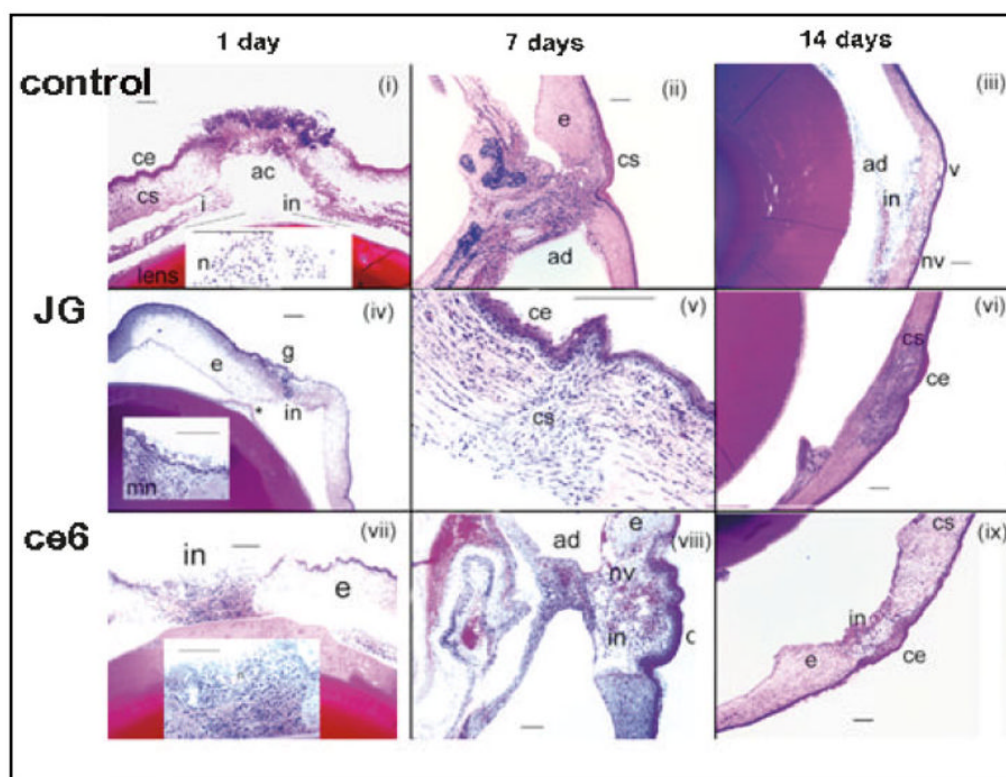 1 day 7 days 14 days
control
(i)
ce
cs
ac
i
in
n
lens
(ii)
e
cs
ad
(iii)
ad
in
v
nv
JG
(iv)
g
e
in
*
mn
(v)
ce
cs
(vi)
cs
ce
ce6
(vii)
in
e
n
(viii)
e
ad
nv
in
c
(ix)
cs
in
e
ce